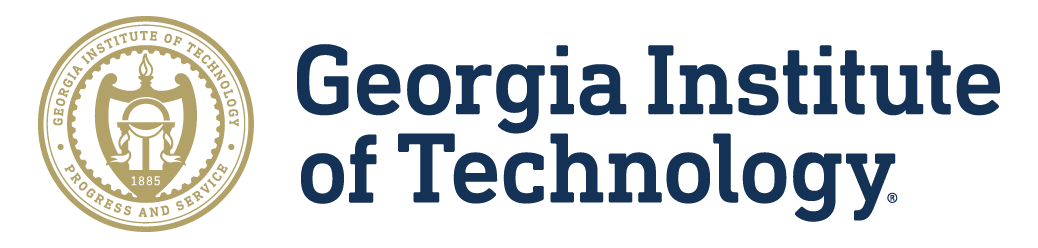 GEORGIA INSTITUTE OF TECHNOLOGY
• PROGRESS AND SERVICE •
1885
Georgia Institute
of Technology®